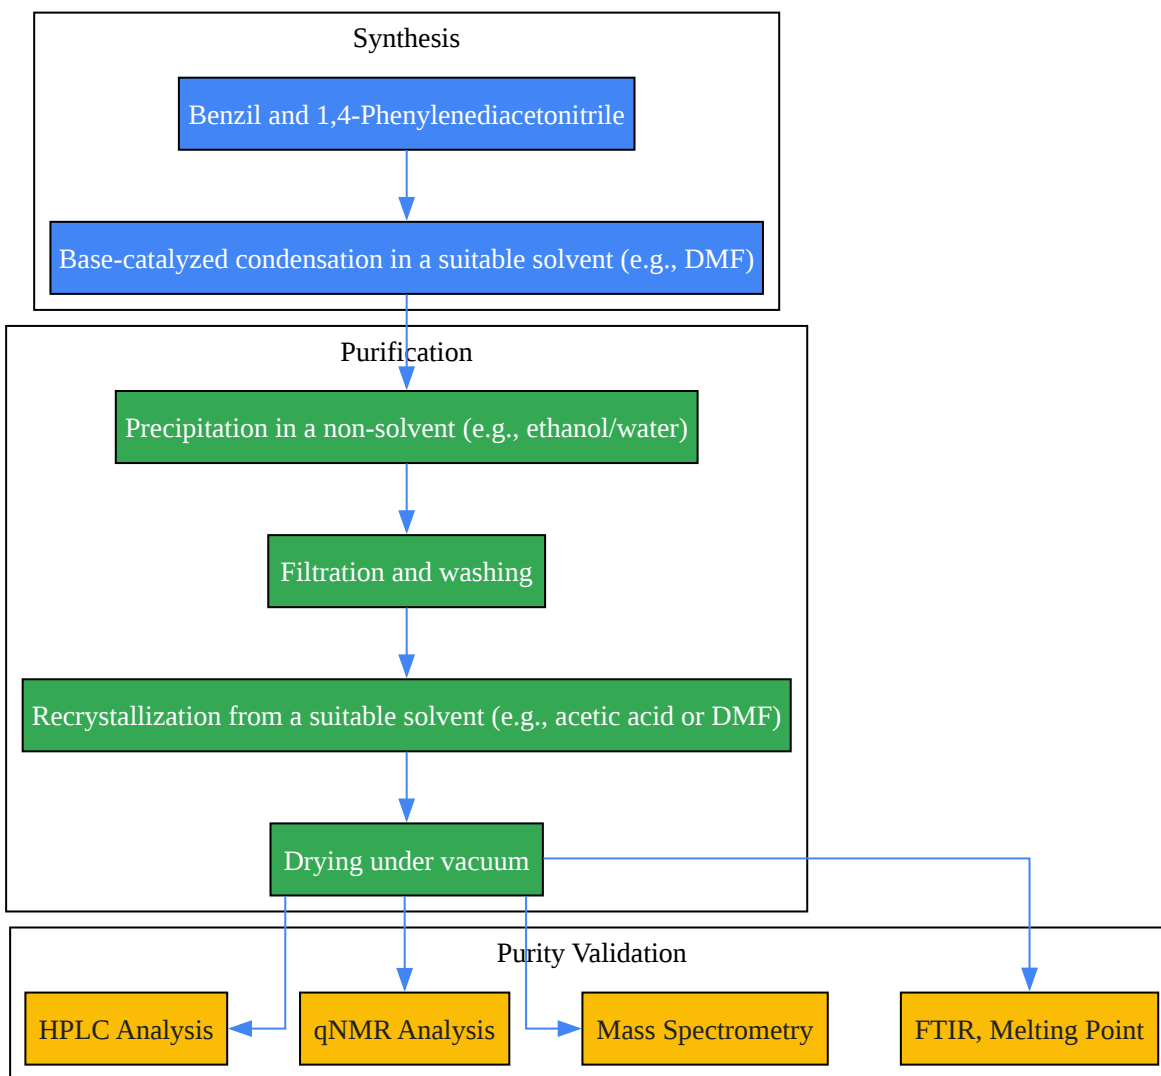 Synthesis
Benzil and 1,4-Phenylenediacetonitrile
Base-catalyzed condensation in a suitable solvent (e.g., DMF)
Purification
Precipitation in a non-solvent (e.g., ethanol/water)
Filtration and washing
Recrystallization from a suitable solvent (e.g., acetic acid or DMF)
Drying under vacuum
Purity Validation
HPLC Analysis
qNMR Analysis
Mass Spectrometry
FTIR, Melting Point